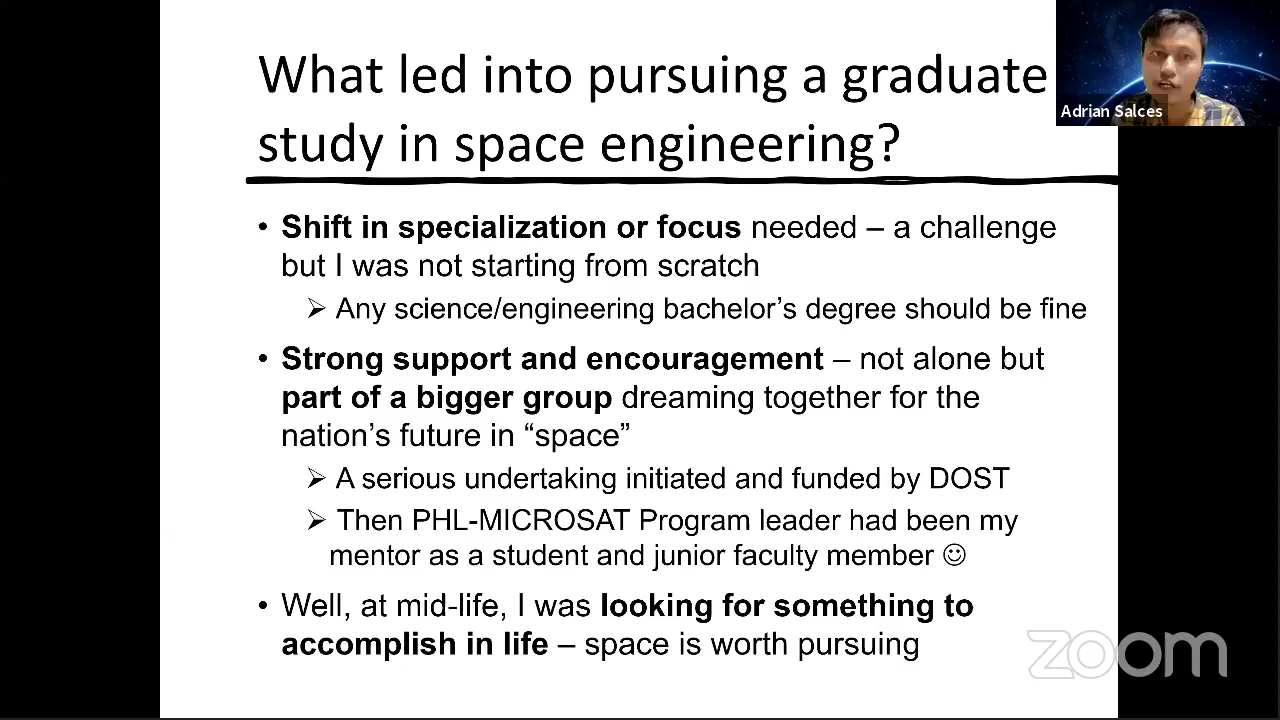 What led into pursuing a graduate
study in space engineering?
Adrian Salces
• Shift in specialization or focus needed – a challenge
but I was not starting from scratch
➢ Any science/engineering bachelor’s degree should be fine
• Strong support and encouragement – not alone but
part of a bigger group dreaming together for the
nation’s future in “space”
➢ A serious undertaking initiated and funded by DOST
➢ Then PHL-MICROSAT Program leader had been my
mentor as a student and junior faculty member ☺
• Well, at mid-life, I was looking for something to
accomplish in life – space is worth pursuing
zoom